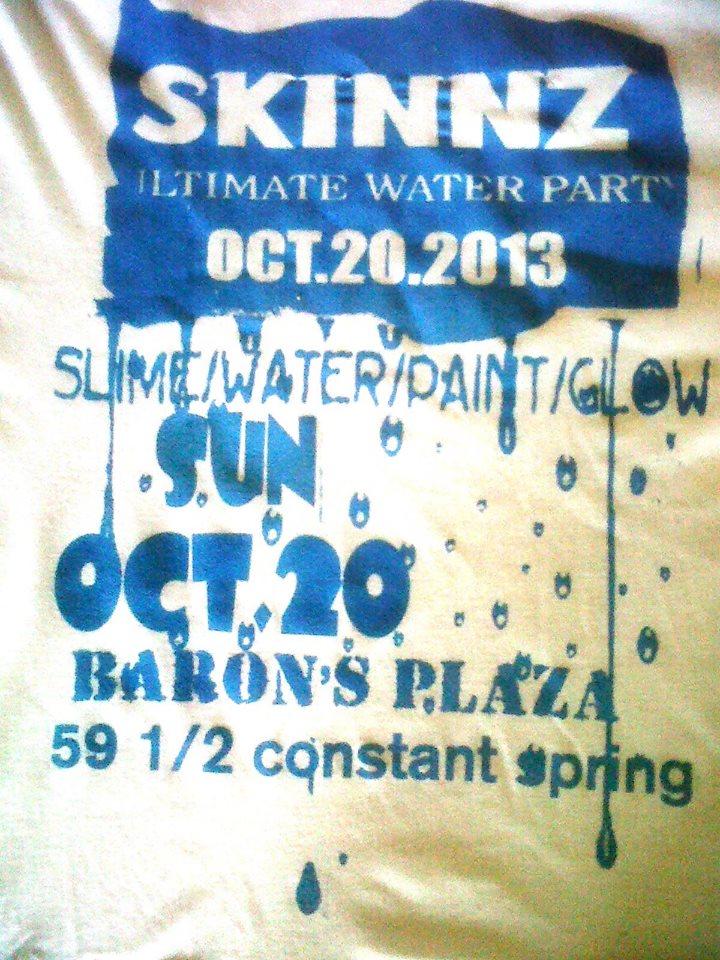 SKINNZ
ULTIMATE WATER PARTY
OCT.20.2013
SLIME/WATER/PAINT/GLOW
SUN
OCT.20
BARON'S PLAZA
59 1/2 constant spring